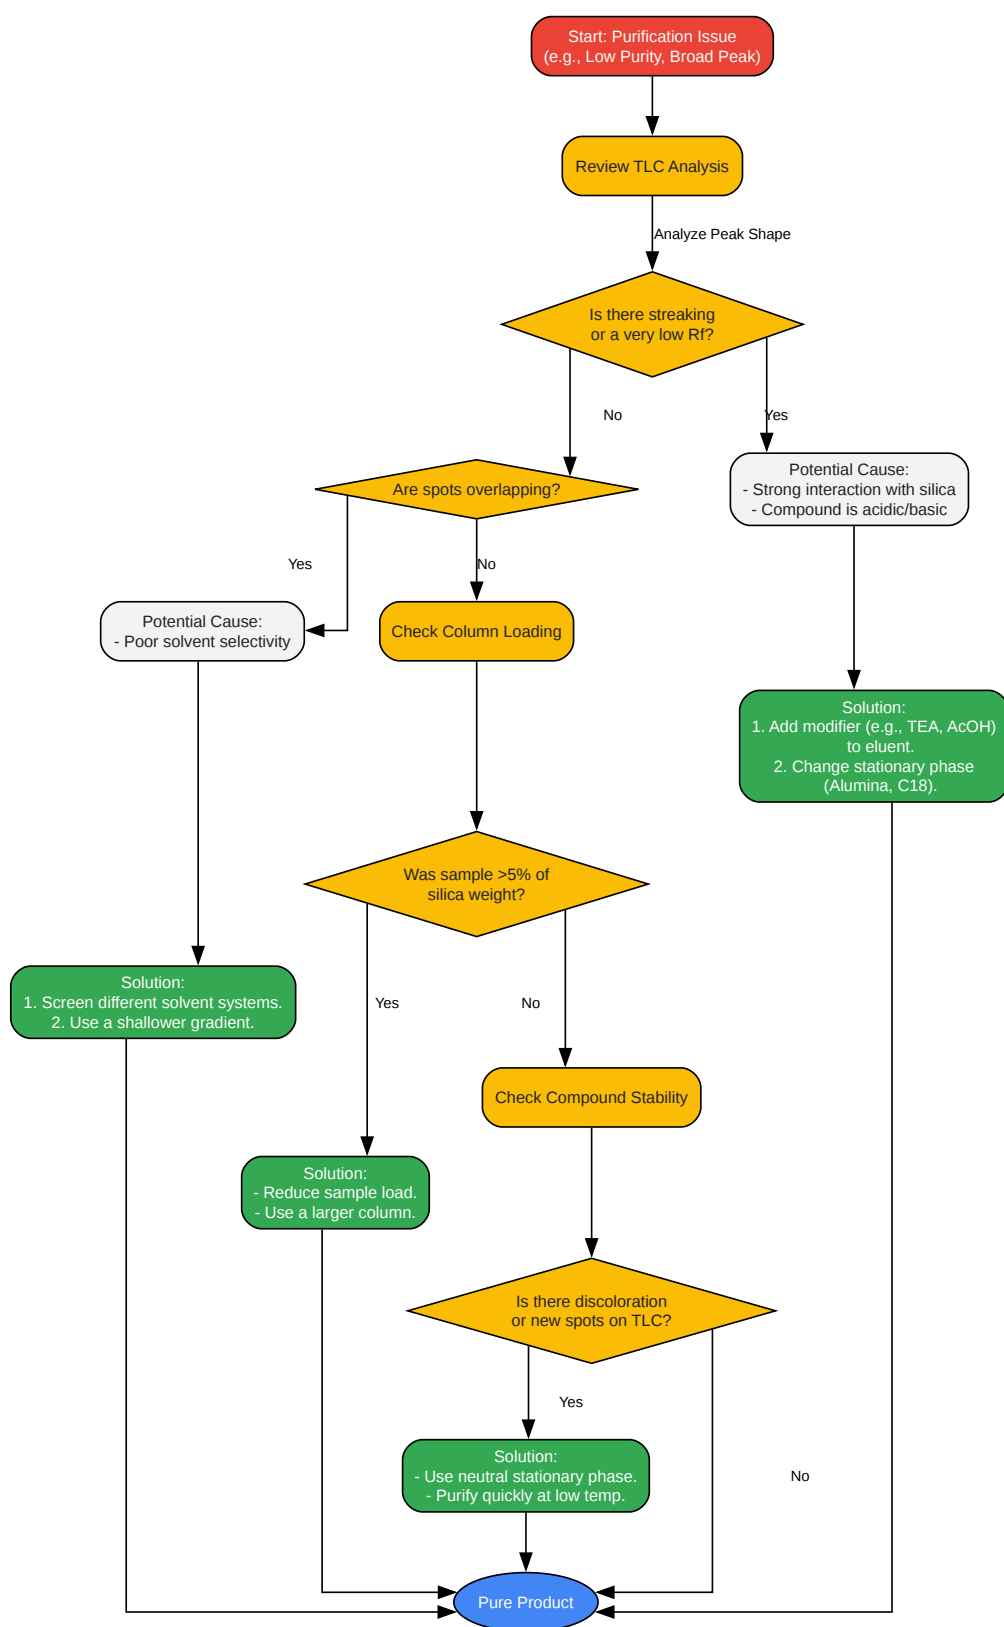 Start: Purification Issue
(e.g., Low Purity, Broad Peak)
Review TLC Analysis
Analyze Peak Shape
Is there streaking
or a very low Rf?
No
Yes
Are spots overlapping?
Potential Cause:
- Strong interaction with silica
- Compound is acidic/basic
Yes
No
Potential Cause:
- Poor solvent selectivity
Check Column Loading
Solution:
1. Add modifier (e.g., TEA, AcOH)
to eluent.
2. Change stationary phase
(Alumina, C18).
Was sample >5% of
silica weight?
Solution:
1. Screen different solvent systems.
2. Use a shallower gradient.
Yes
No
Check Compound Stability
Solution:
- Reduce sample load.
- Use a larger column.
Is there discoloration
or new spots on TLC?
Yes
No
Solution:
- Use neutral stationary phase.
- Purify quickly at low temp.
Pure Product